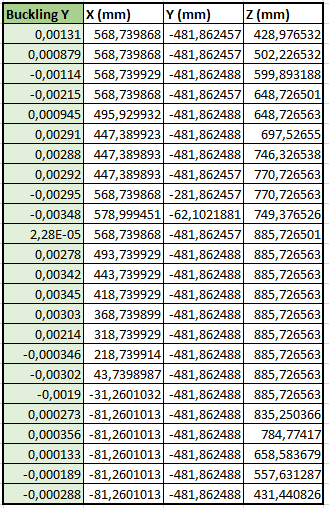 Buckling Y X (mm) Y (mm) Z (mm)
0,00131 568,739868 -481,862457 428,976532
0,000879 568,739868 -481,862457 502,226532
-0,00114 568,739929 -481,862488 599,893188
-0,00215 568,739868 -481,862457 648,726501
0,000945 495,929932 -481,862488 648,726563
0,00291 447,389923 -481,862488 697,52655
0,00288 447,389893 -481,862488 746,326538
0,00292 447,389893 -481,862457 770,726563
-0,00295 568,739868 -281,862457 770,726563
-0,00348 578,999451 -62,1021881 749,376526
2,28E-05 568,739868 -481,862457 885,726501
0,00278 493,739929 -481,862488 885,726563
0,00342 443,739929 -481,862488 885,726563
0,00345 418,739929 -481,862488 885,726563
0,00303 368,739899 -481,862488 885,726563
0,00214 318,739929 -481,862488 885,726563
-0,000346 218,739914 -481,862488 885,726563
-0,00302 43,7398987 -481,862488 885,726563
-0,0019 -31,2601032 -481,862488 885,726563
0,000273 -81,2601013 -481,862488 835,250366
0,000356 -81,2601013 -481,862488 784,77417
0,000133 -81,2601013 -481,862488 658,583679
-0,000189 -81,2601013 -481,862488 557,631287
-0,000288 -81,2601013 -481,862488 431,440826